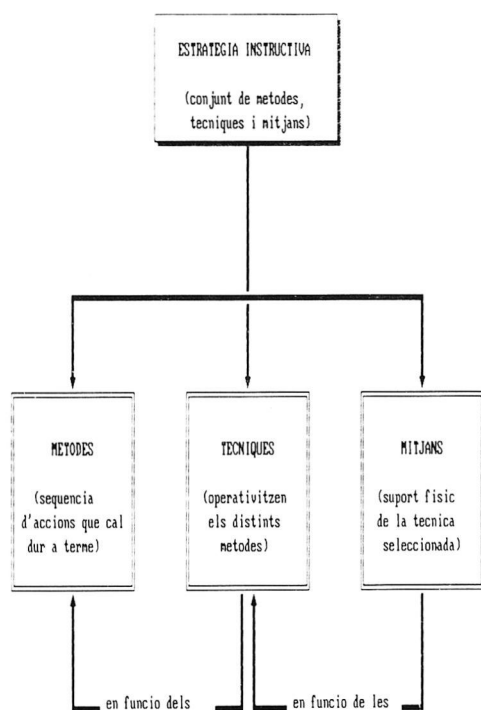 ESTRATEGIA INSTRUCTIVA
(conjunt de metodes,
tecniques i mitjans)
METODES
(sequencia
d'accions que cal
dur a terme)
TECNIQUES
(operativitzen
els distints
metodes)
MITJANS
(suport fisic
de la tecnica
seleccionada)
en funcio dels
en funcio de les